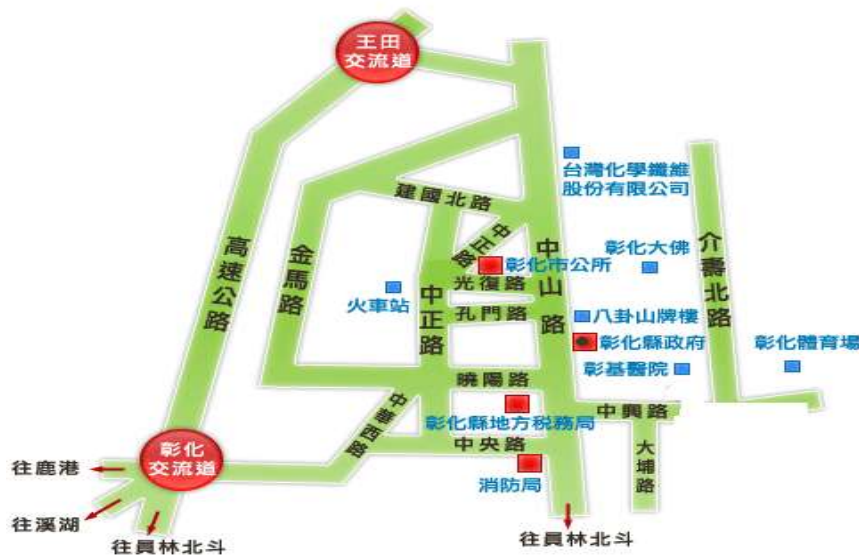 王田
交流道
台灣化學纖維
股份有限公司
建國北路
中正路
彰化市公所
彰化大佛
介壽北路
高速公路
金馬路
中山路
光復路
火車站
中正路
孔門路
八卦山牌樓
彰化縣政府
彰化體育場
彰基醫院
曉陽路
中華西路
彰化縣地方稅務局
中興路
中央路
大埔路
彰化
交流道
往鹿港
消防局
往溪湖
往員林北斗
往員林北斗